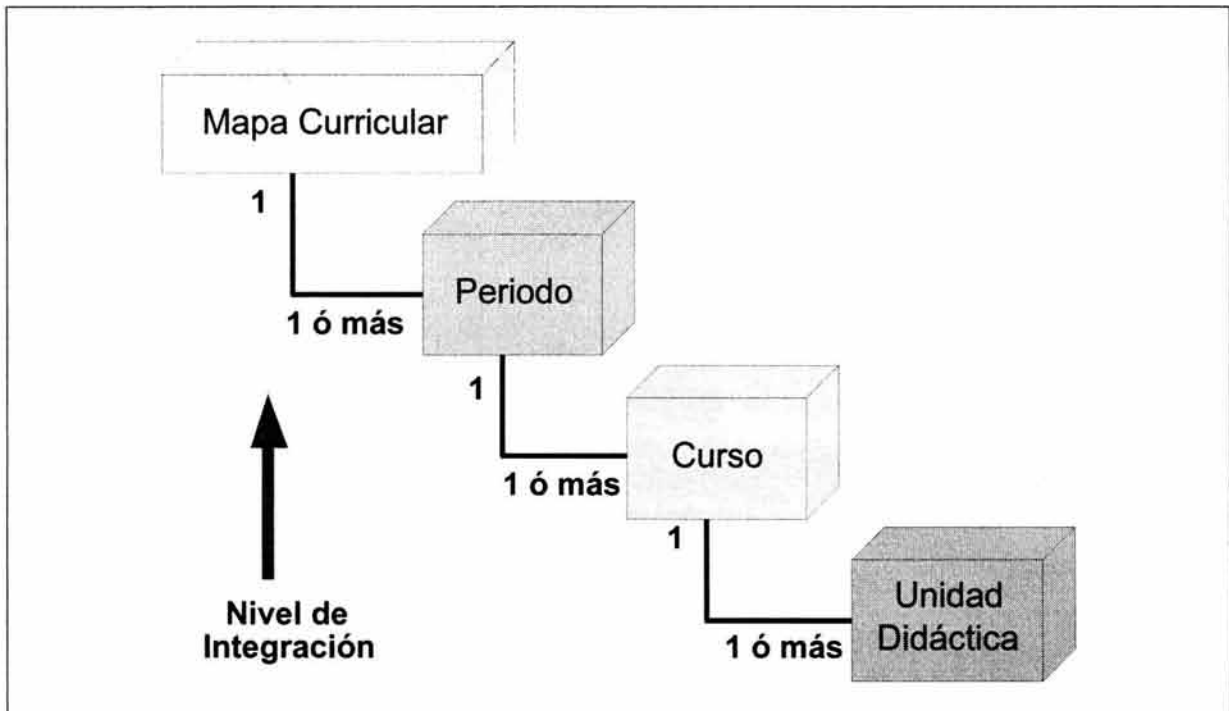 Mapa Curricular
1
Periodo
1 ó más
1
Curso
1 ó más
1
Unidad
Didáctica
1 ó más
Nivel de
Integración